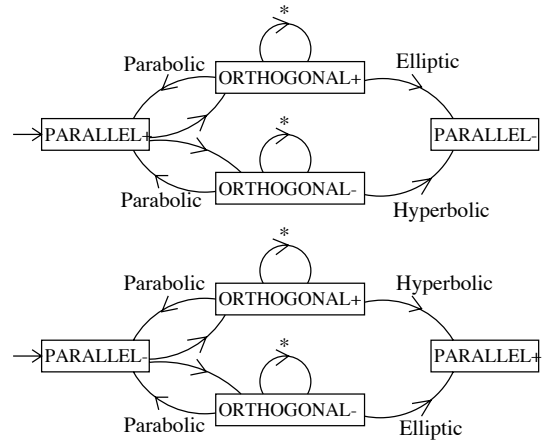 *
Parabolic
Elliptic
ORTHOGONAL+
PARALLEL+
PARALLEL-
*
ORTHOGONAL-
Parabolic
Hyperbolic
*
Parabolic
Hyperbolic
ORTHOGONAL+
PARALLEL-
PARALLEL+
*
ORTHOGONAL-
Parabolic
Elliptic